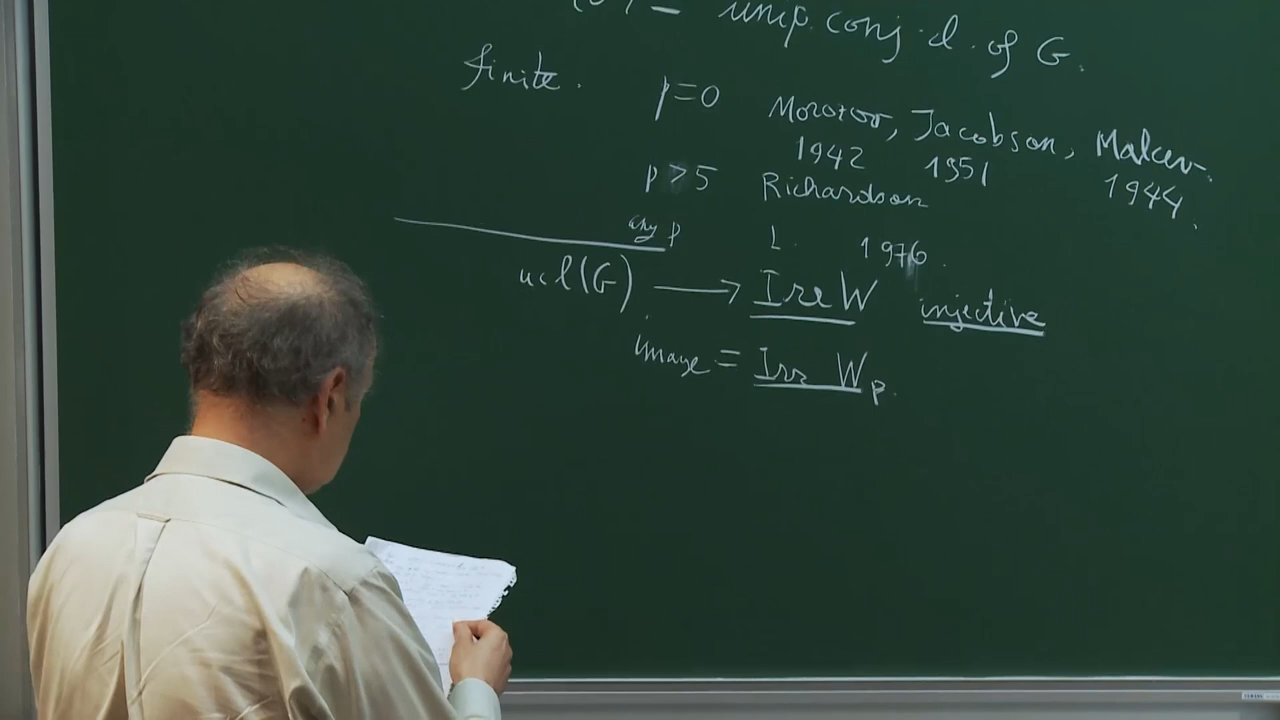 = unip. conj. cl. of G.
finite. p=0 Morozov, Jacobson, Malcev.
1942 1951 1944.
p>5 Richardson
any p L. 1976.
ucl(G) ⟶ Irr W injective
image = Irr W_p.